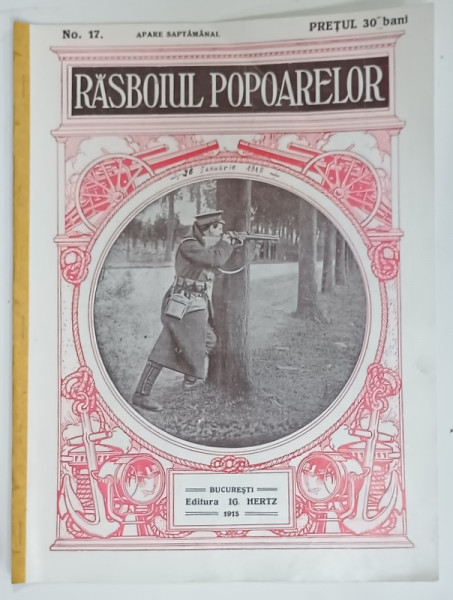 No. 17. APARE SAPTĂMÂNAL PREȚUL 30 bani
RĂSBOIUL POPOARELOR
Ianuarie 1915
BUCUREȘTI
Editura IG. HERTZ
1915